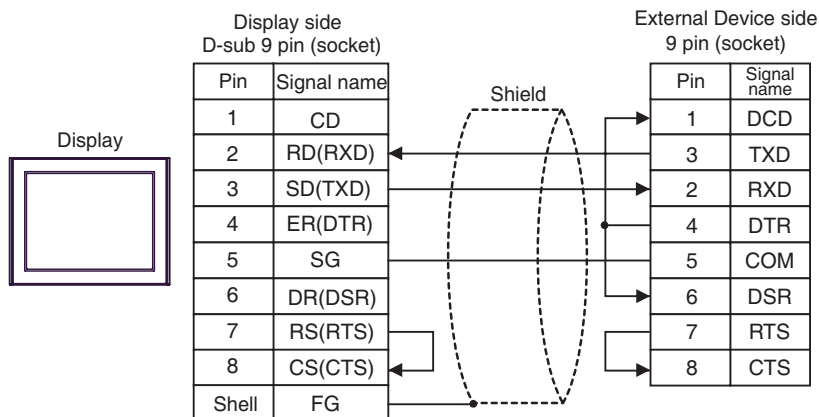 Display side
D-sub 9 pin (socket)
External Device side
9 pin (socket)
Display
Shield
Pin Signal name
1 CD
2 RD(RXD)
3 SD(TXD)
4 ER(DTR)
5 SG
6 DR(DSR)
7 RS(RTS)
8 CS(CTS)
Shell FG
Pin Signal name
1 DCD
3 TXD
2 RXD
4 DTR
5 COM
6 DSR
7 RTS
8 CTS